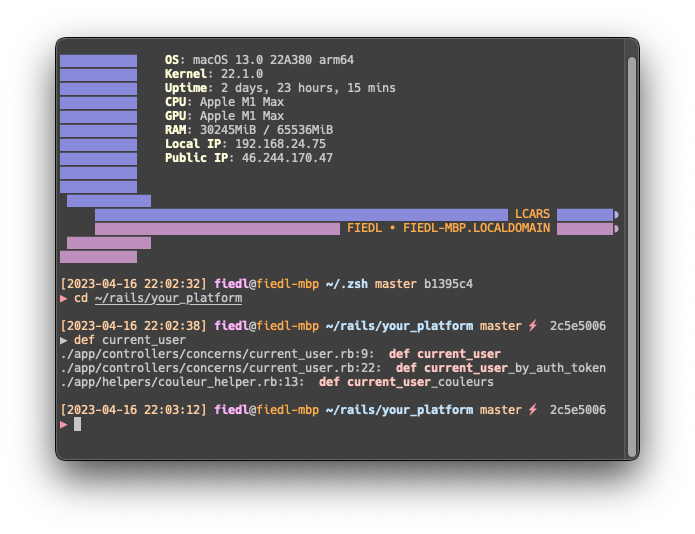 OS: macOS 13.0 22A380 arm64
Kernel: 22.1.0
Uptime: 2 days, 23 hours, 15 mins
CPU: Apple M1 Max
GPU: Apple M1 Max
RAM: 30245MiB / 65536MiB
Local IP: 192.168.24.75
Public IP: 46.244.170.47
LCARS
FIEDL • FIEDL-MBP.LOCALDOMAIN
[2023-04-16 22:02:32] fiedl@fiedl-mbp ~/.zsh master b1395c4
▶ cd ~/rails/your_platform
[2023-04-16 22:02:38] fiedl@fiedl-mbp ~/rails/your_platform master ⚡ 2c5e5006
▶ def current_user
./app/controllers/concerns/current_user.rb:9:  def current_user
./app/controllers/concerns/current_user.rb:22:  def current_user_by_auth_token
./app/helpers/couleur_helper.rb:13:  def current_user_couleurs
[2023-04-16 22:03:12] fiedl@fiedl-mbp ~/rails/your_platform master ⚡ 2c5e5006
▶